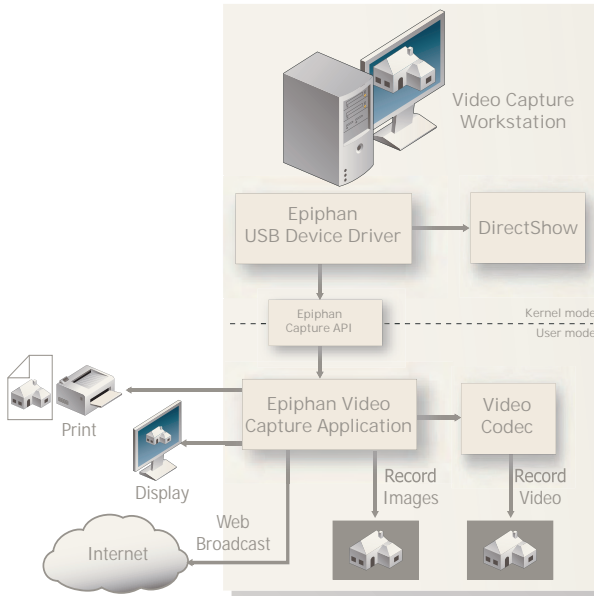 Video Capture
Workstation
Epiphan
USB Device Driver
DirectShow
Epiphan
Capture API
Kernel mode
User mode
Epiphan Video
Capture Application
Video
Codec
Print
Display
Record
Images
Record
Video
Web
Broadcast
Internet